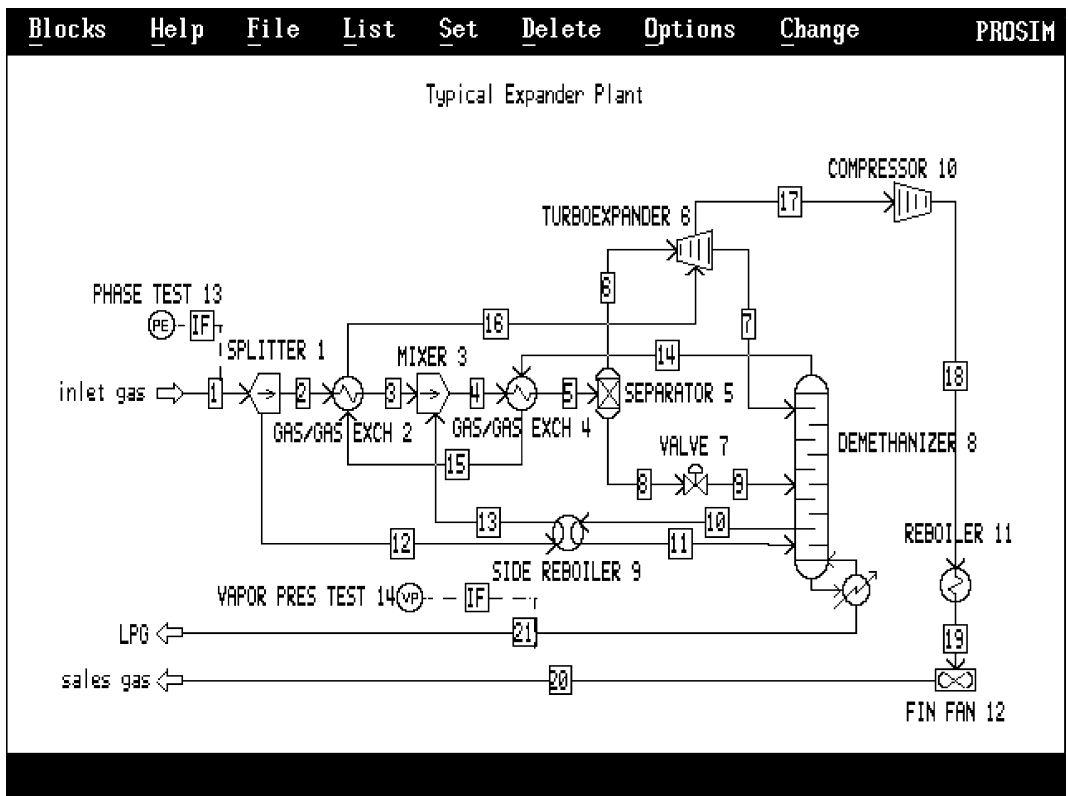 Blocks Help File List Set Delete Options Change PROSIM
Typical Expander Plant
COMPRESSOR 10
17
TURBOEXPANDER 6
6
PHASE TEST 13
PE IF
16
7
SPLITTER 1
MIXER 3
14
inlet gas
1
2
3
4
5
SEPARATOR 5
18
GAS/GAS EXCH 2
GAS/GAS EXCH 4
VALVE 7
DEMETHANIZER 8
15
8
9
13
10
12
11
REBOILER 11
SIDE REBOILER 9
VAPOR PRES TEST 14 VP IF
LPG
21
19
sales gas
20
FIN FAN 12